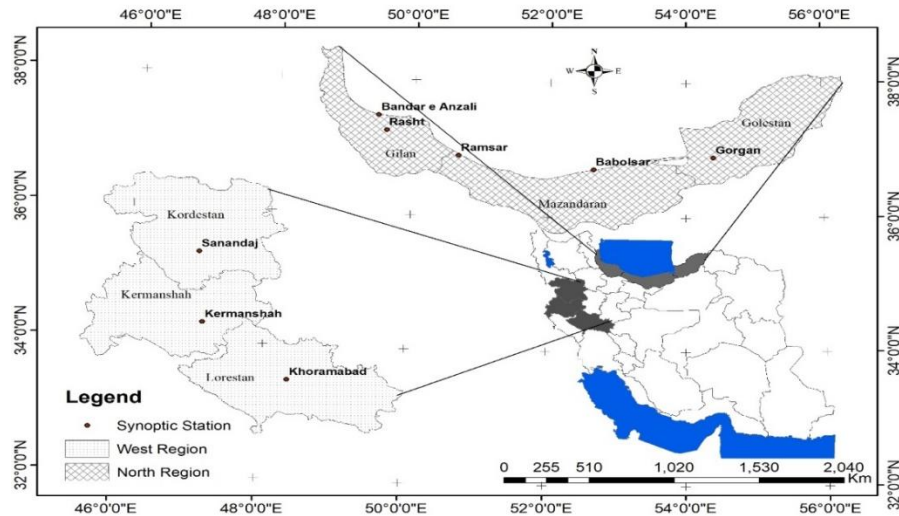 46°0'0"E 48°0'0"E 50°0'0"E 52°0'0"E 54°0'0"E 56°0'0"E
38°0'0"N
36°0'0"N
34°0'0"N
32°0'0"N
N
W E
S
Bandar e Anzali
Rasht
Gilan
Ramsar
Babolsar
Mazandaran
Golestan
Gorgan
Kordestan
Sanandaj
Kermanshah
Kermanshah
Lorestan
Khoramabad
Legend
Synoptic Station
West Region
North Region
0 255 510 1,020 1,530 2,040
Km
38°0'0"N
36°0'0"N
34°0'0"N
32°0'0"N
46°0'0"E 48°0'0"E 50°0'0"E 52°0'0"E 54°0'0"E 56°0'0"E